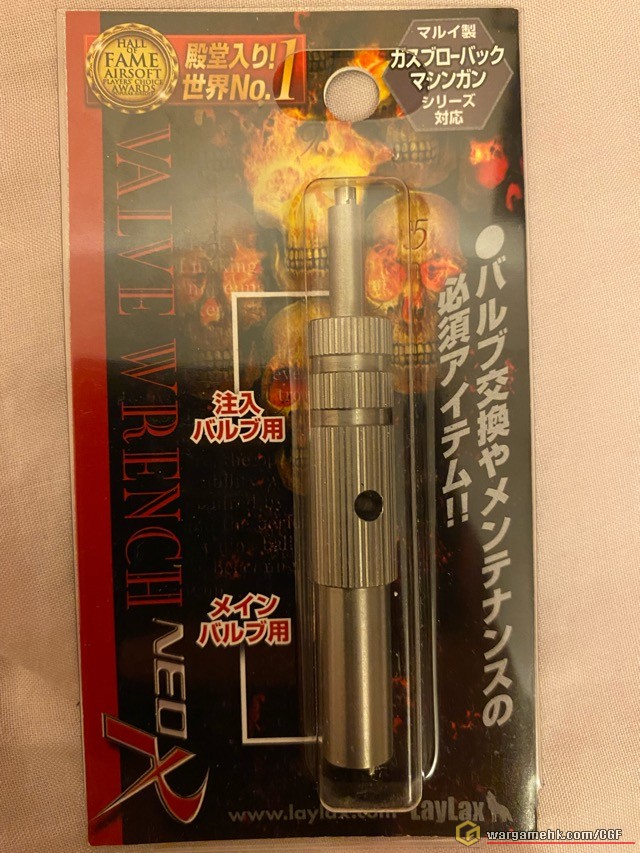 HALL
OF
FAME
AIRSOFT
PLAYERS' CHOICE
AWARDS
殿堂入り!
世界No.1
マルイ製
ガスブローバック
マシンガン
シリーズ
対応
VALVE WRENCH
NEO X
●バルブ交換やメンテナンスの
必須アイテム!!
注入
バルブ用
メイン
バルブ用
www.laylax.com
LayLax
wargamehk.com/CGF